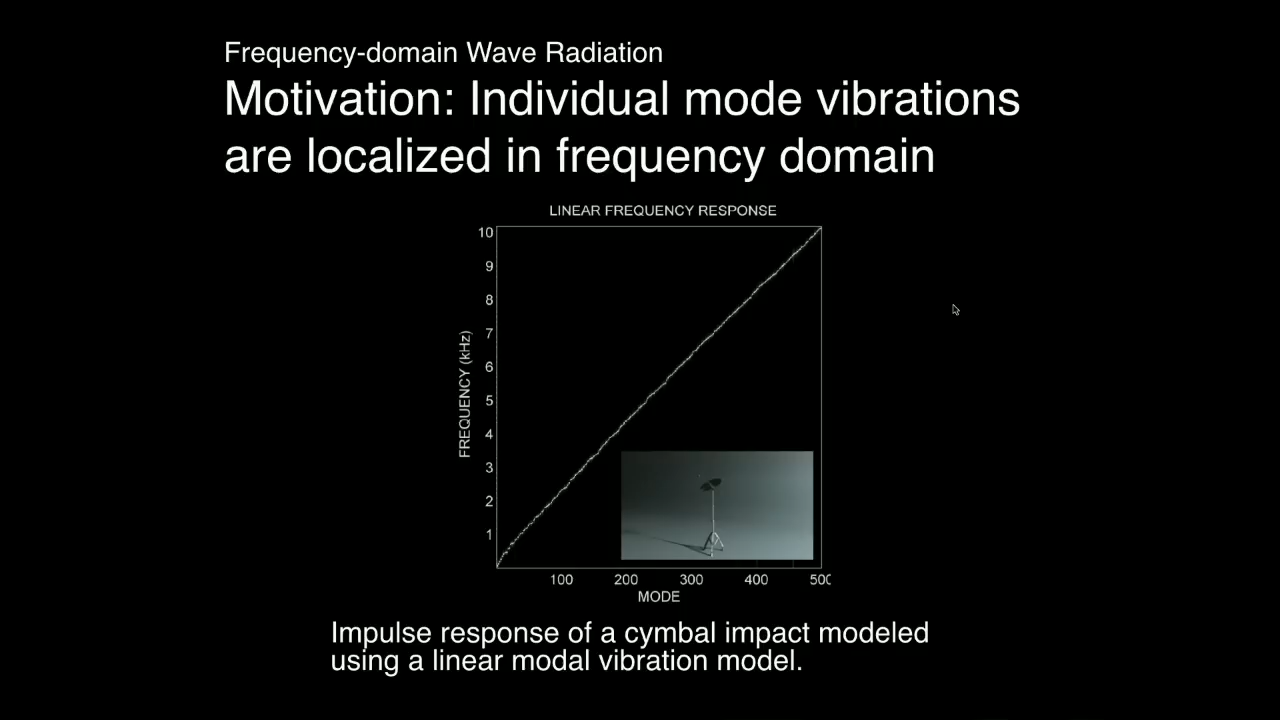 Frequency-domain Wave Radiation
Motivation: Individual mode vibrations
are localized in frequency domain
LINEAR FREQUENCY RESPONSE
10
9
8
7
6
5
4
3
2
1
FREQUENCY (kHz)
100 200 300 400 500
MODE
Impulse response of a cymbal impact modeled
using a linear modal vibration model.